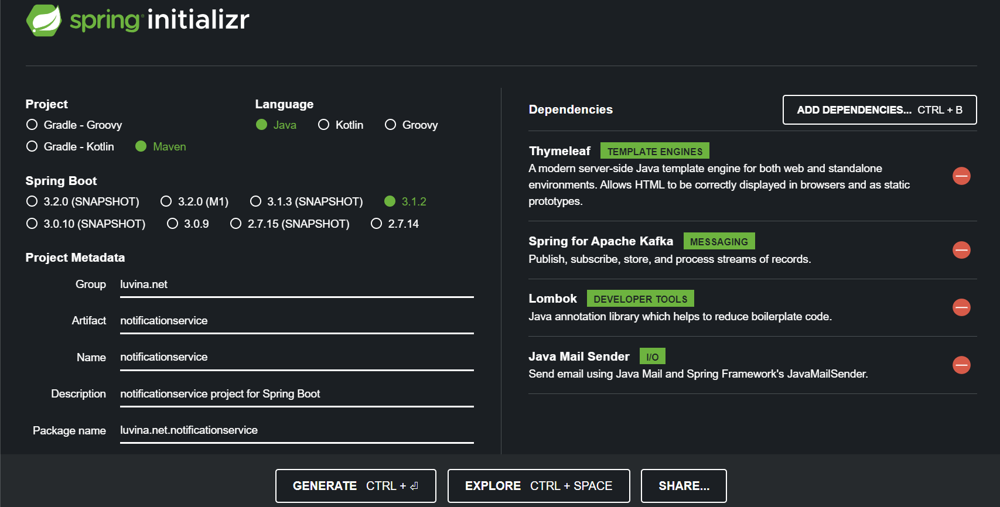 spring initializr
Project
Gradle - Groovy
Gradle - Kotlin Maven
Language
Java Kotlin Groovy
Spring Boot
3.2.0 (SNAPSHOT) 3.2.0 (M1) 3.1.3 (SNAPSHOT) 3.1.2
3.0.10 (SNAPSHOT) 3.0.9 2.7.15 (SNAPSHOT) 2.7.14
Project Metadata
Group luvina.net
Artifact notificationservice
Name notificationservice
Description notificationservice project for Spring Boot
Package name luvina.net.notificationservice
Dependencies
ADD DEPENDENCIES... CTRL + B
Thymeleaf TEMPLATE ENGINES
A modern server-side Java template engine for both web and standalone
environments. Allows HTML to be correctly displayed in browsers and as static
prototypes.
Spring for Apache Kafka MESSAGING
Publish, subscribe, store, and process streams of records.
Lombok DEVELOPER TOOLS
Java annotation library which helps to reduce boilerplate code.
Java Mail Sender I/O
Send email using Java Mail and Spring Framework's JavaMailSender.
GENERATE CTRL + ⏎
EXPLORE CTRL + SPACE
SHARE...